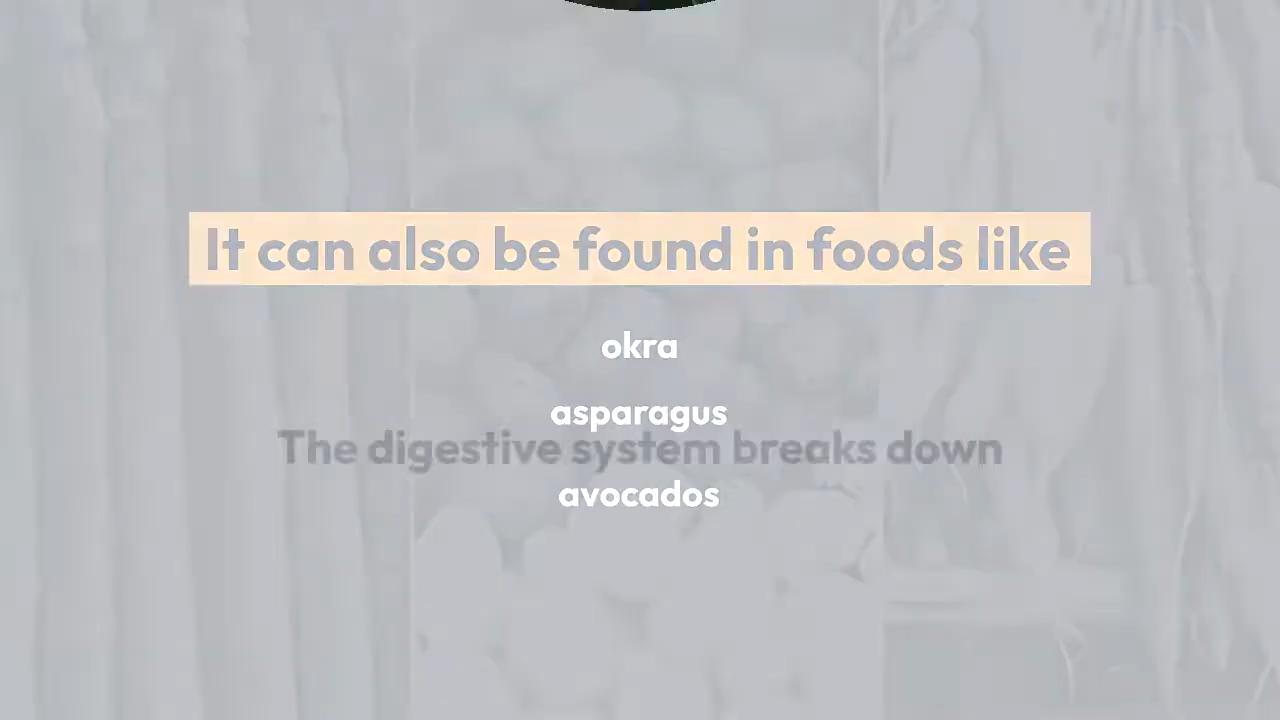 It can also be found in foods like
okra
asparagus
The digestive system breaks down
avocados